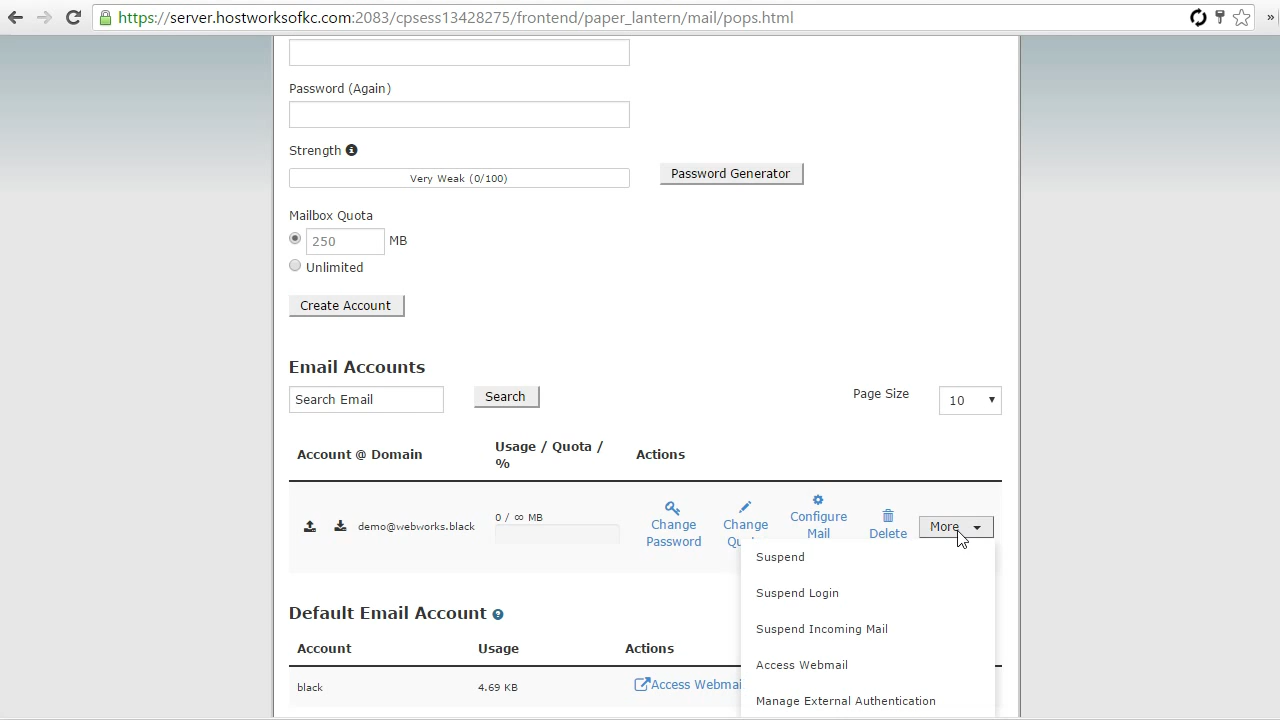 https://server.hostworksofkc.com:2083/cpsess13428275/frontend/paper_lantern/mail/pops.html
»
Password (Again)
Strength
Very Weak (0/100)
Password Generator
Mailbox Quota
250 MB
Unlimited
Create Account
Email Accounts
Search Email Search Page Size 10
Account @ Domain Usage / Quota / % Actions
demo@webworks.black 0 / ∞ MB Change Password Change Qu Configure Mail Delete More
Suspend
Suspend Login
Suspend Incoming Mail
Access Webmail
Manage External Authentication
Default Email Account
Account Usage Actions
black 4.69 KB Access Webmai